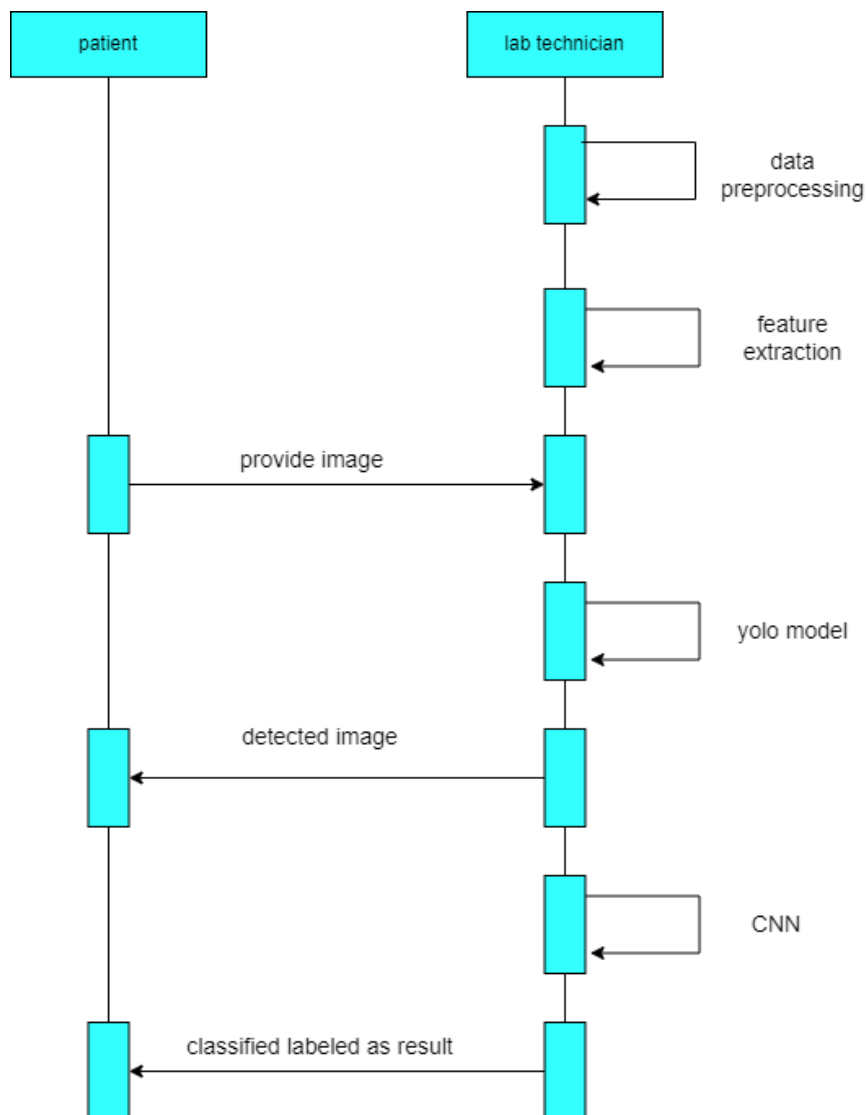 patient
lab technician
data
preprocessing
feature
extraction
provide image
yolo model
detected image
CNN
classified labeled as result